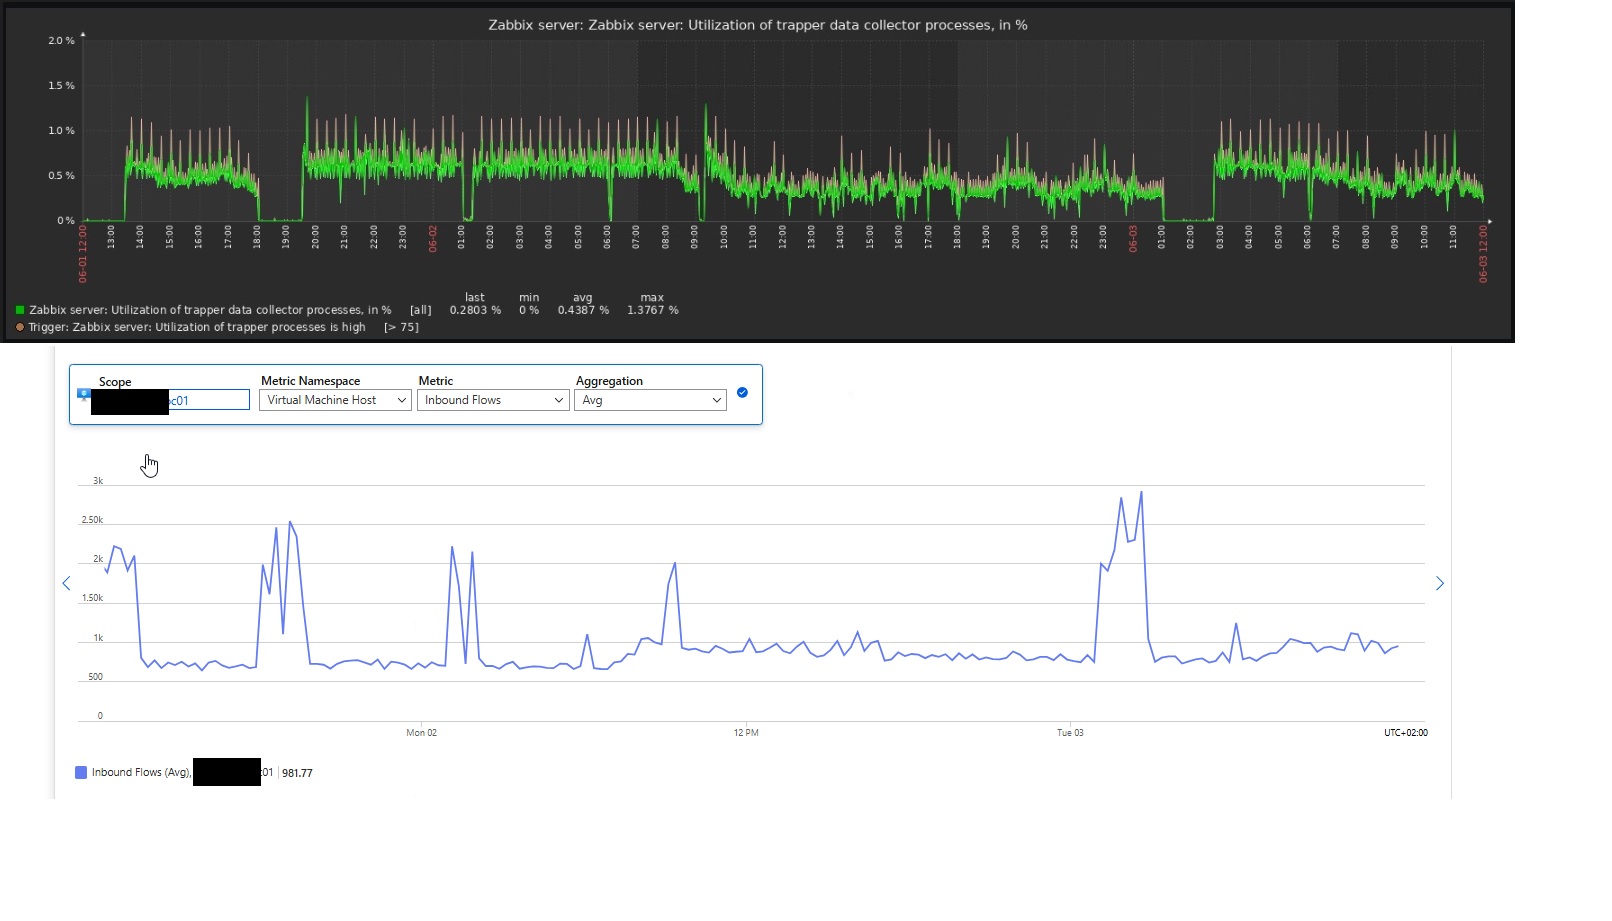 Zabbix server: Zabbix server: Utilization of trapper data collector processes, in %
2.0 %
1.5 %
1.0 %
0.5 %
0 %
06-01 12:00 13:00 14:00 15:00 16:00 17:00 18:00 19:00 20:00 21:00 22:00 23:00 06-02 01:00 02:00 03:00 04:00 05:00 06:00 07:00 08:00 09:00 10:00 11:00 12:00 13:00 14:00 15:00 16:00 17:00 18:00 19:00 20:00 21:00 22:00 23:00 06-03 01:00 02:00 03:00 04:00 05:00 06:00 07:00 08:00 09:00 10:00 11:00 06-03 12:00
last min avg max
Zabbix server: Utilization of trapper data collector processes, in % [all] 0.2803 % 0 % 0.4387 % 1.3767 %
Trigger: Zabbix server: Utilization of trapper processes is high [> 75]
Scope Metric Namespace Metric Aggregation
c01 Virtual Machine Host Inbound Flows Avg
3k
2.50k
2k
1.50k
1k
500
0
Mon 02 12 PM Tue 03 UTC+02:00
Inbound Flows (Avg), 01 981.77